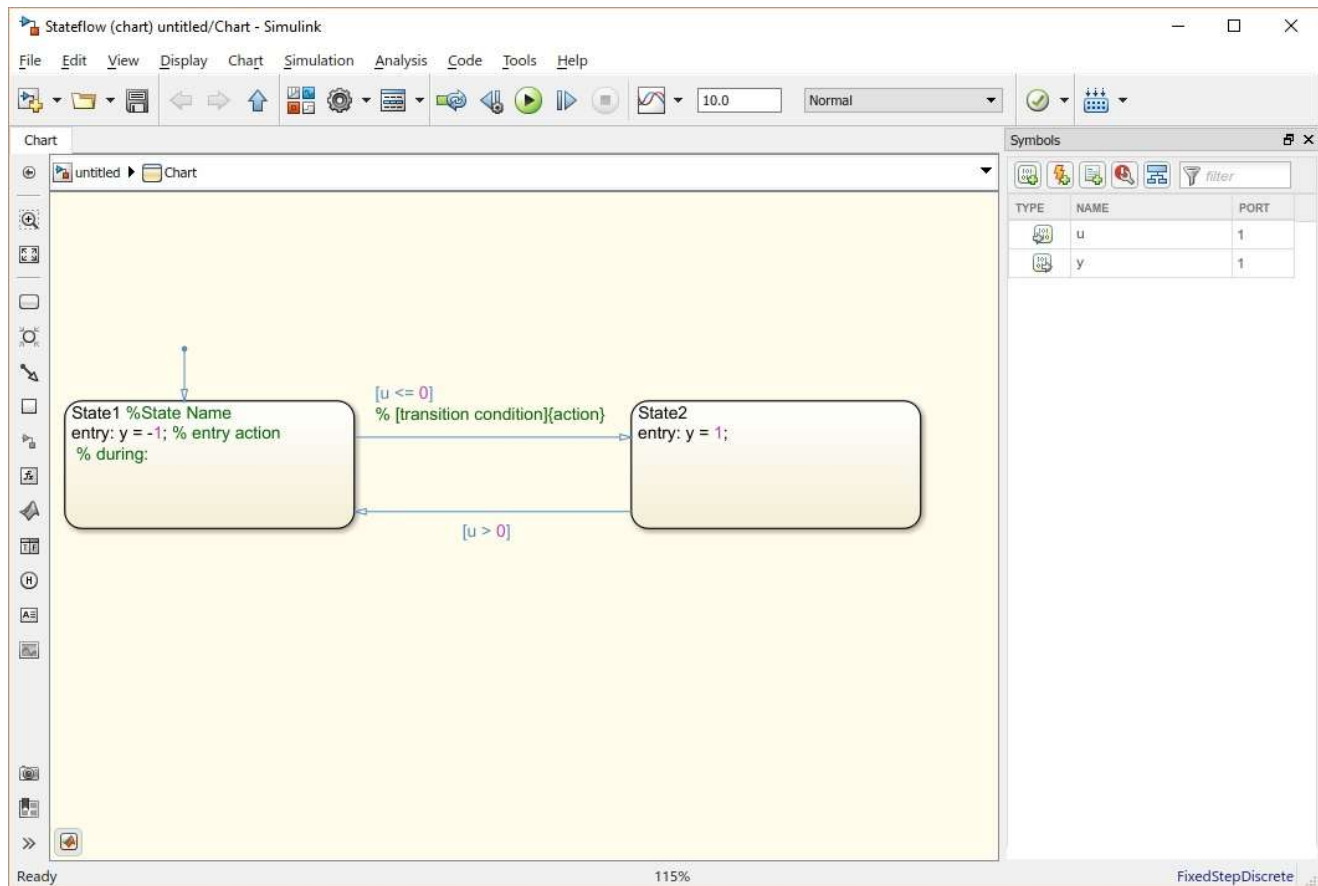 Stateflow (chart) untitled/Chart - Simulink
File Edit View Display Chart Simulation Analysis Code Tools Help
10.0 Normal
Chart
Symbols
untitled Chart
filter
TYPE NAME PORT
u 1
y 1
[u <= 0]
% [transition condition]{action}
State1 %State Name
entry: y = -1; % entry action
% during:
State2
entry: y = 1;
[u > 0]
Ready 115% FixedStepDiscrete